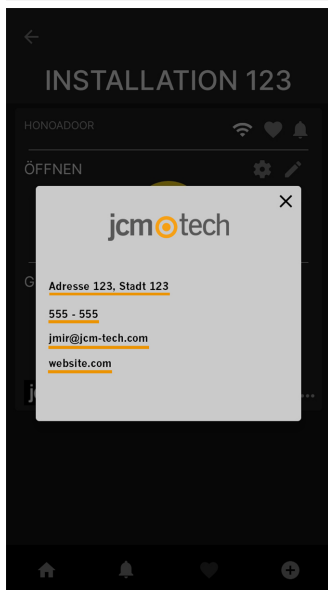 INSTALLATION 123
HONOADOOR
ÖFFNEN
jcm tech
Adresse 123, Stadt 123
555 - 555
jmir@jcm-tech.com
website.com